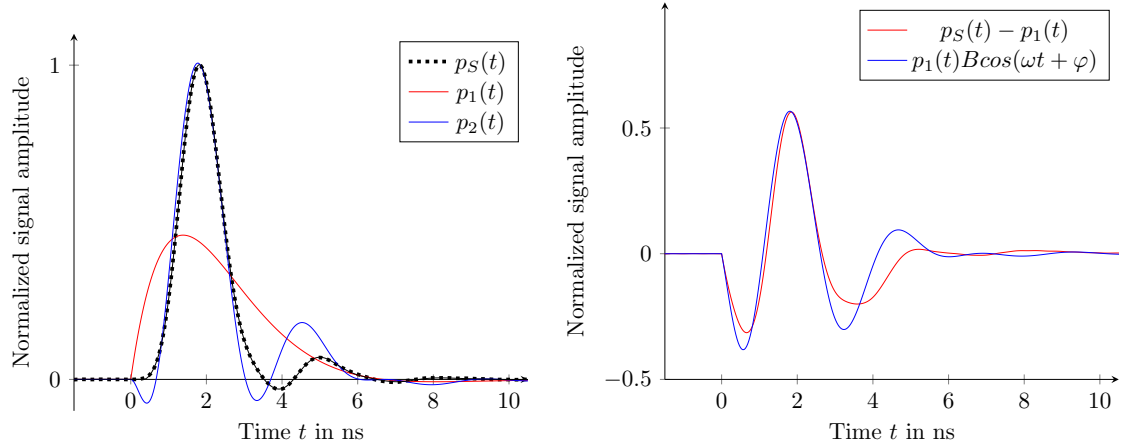 Normalized signal amplitude
1
0
0 2 4 6 8 10
Time t in ns
p_S(t)
p_1(t)
p_2(t)
Normalized signal amplitude
0.5
0
−0.5
0 2 4 6 8 10
Time t in ns
p_S(t) − p_1(t)
p_1(t)Bcos(ωt + φ)